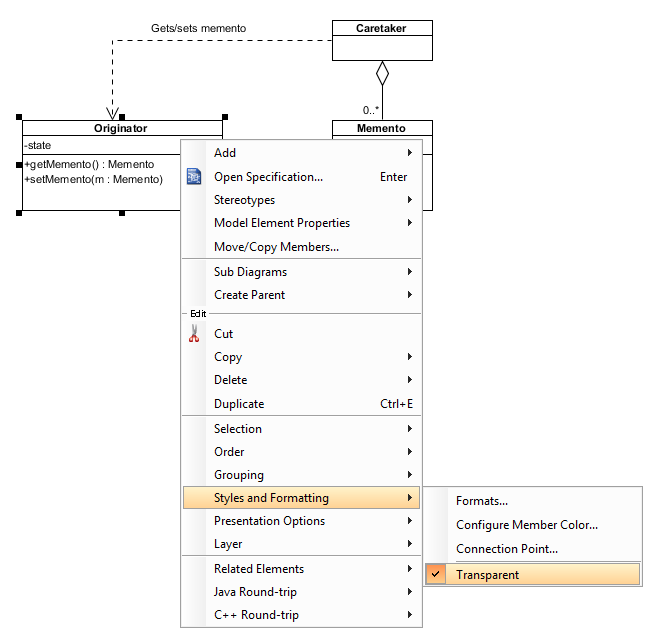 Gets/sets memento
Caretaker
0..*
Originator
Memento
-state
+getMemento() : Memento
+setMemento(m : Memento)
Add
Open Specification... Enter
Stereotypes
Model Element Properties
Move/Copy Members...
Sub Diagrams
Create Parent
Edit
Cut
Copy
Delete
Duplicate Ctrl+E
Selection
Order
Grouping
Styles and Formatting
Presentation Options
Layer
Related Elements
Java Round-trip
C++ Round-trip
Formats...
Configure Member Color...
Connection Point...
Transparent